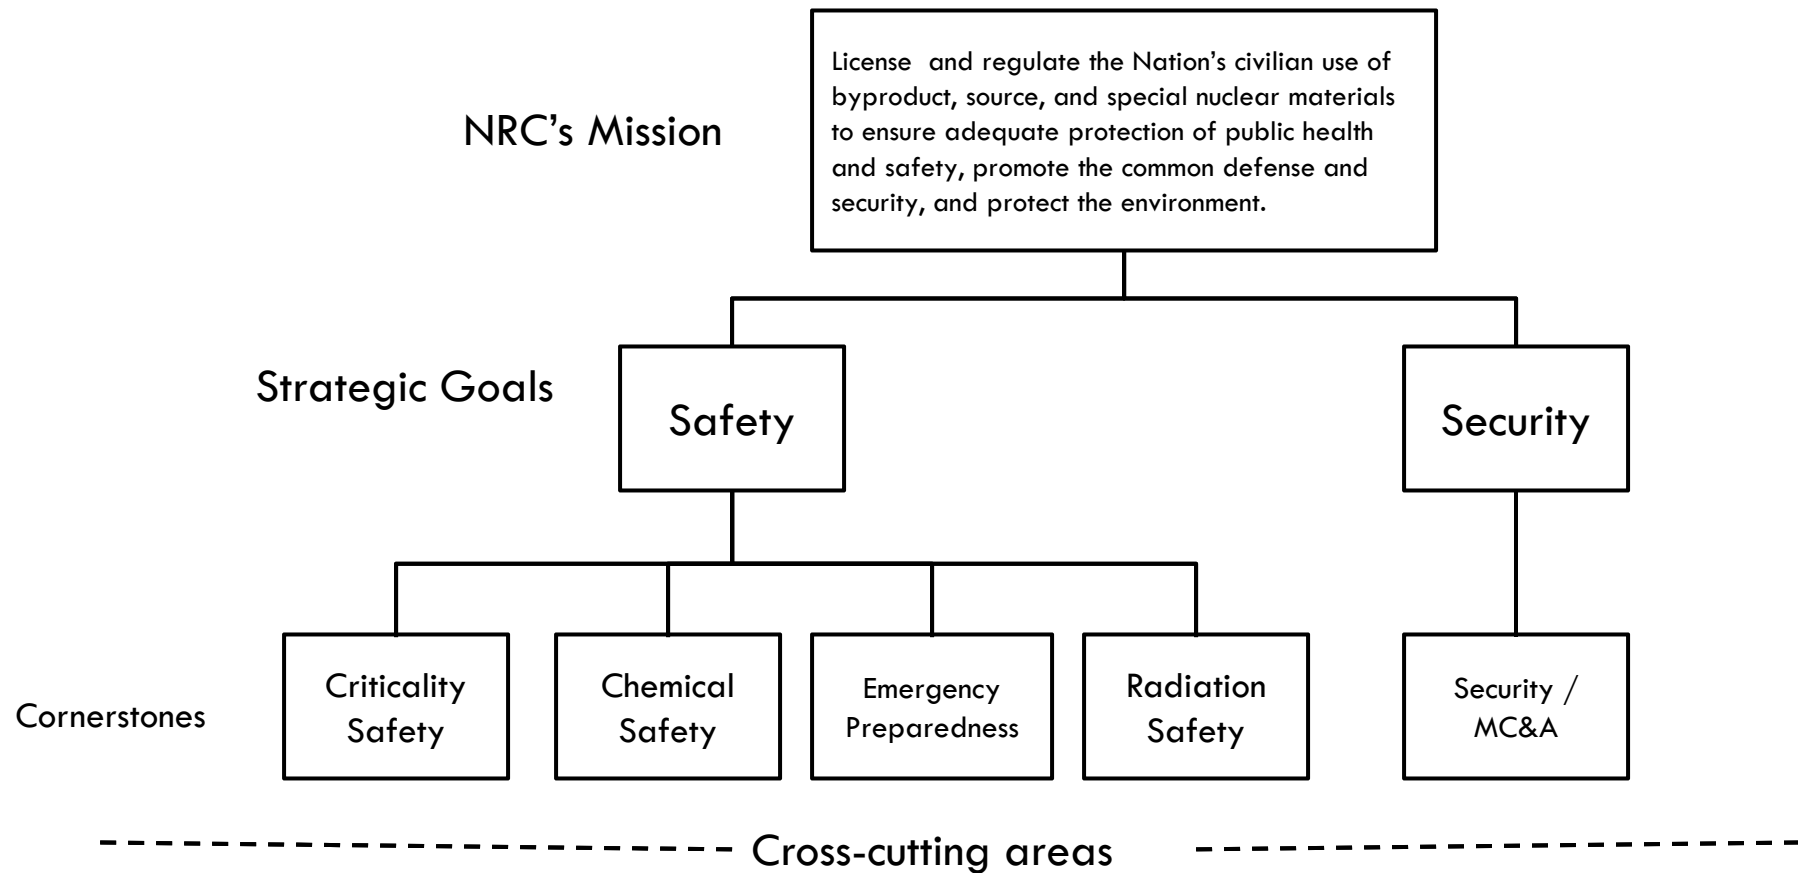 License  and regulate the Nation’s civilian use of
byproduct, source, and special nuclear materials
to ensure adequate protection of public health
and safety, promote the common defense and
security, and protect the environment.
NRC’s Mission
Strategic Goals
Safety
Security
Cornerstones
Criticality
Safety
Chemical
Safety
Emergency
Preparedness
Radiation
Safety
Security /
MC&A
Cross-cutting areas